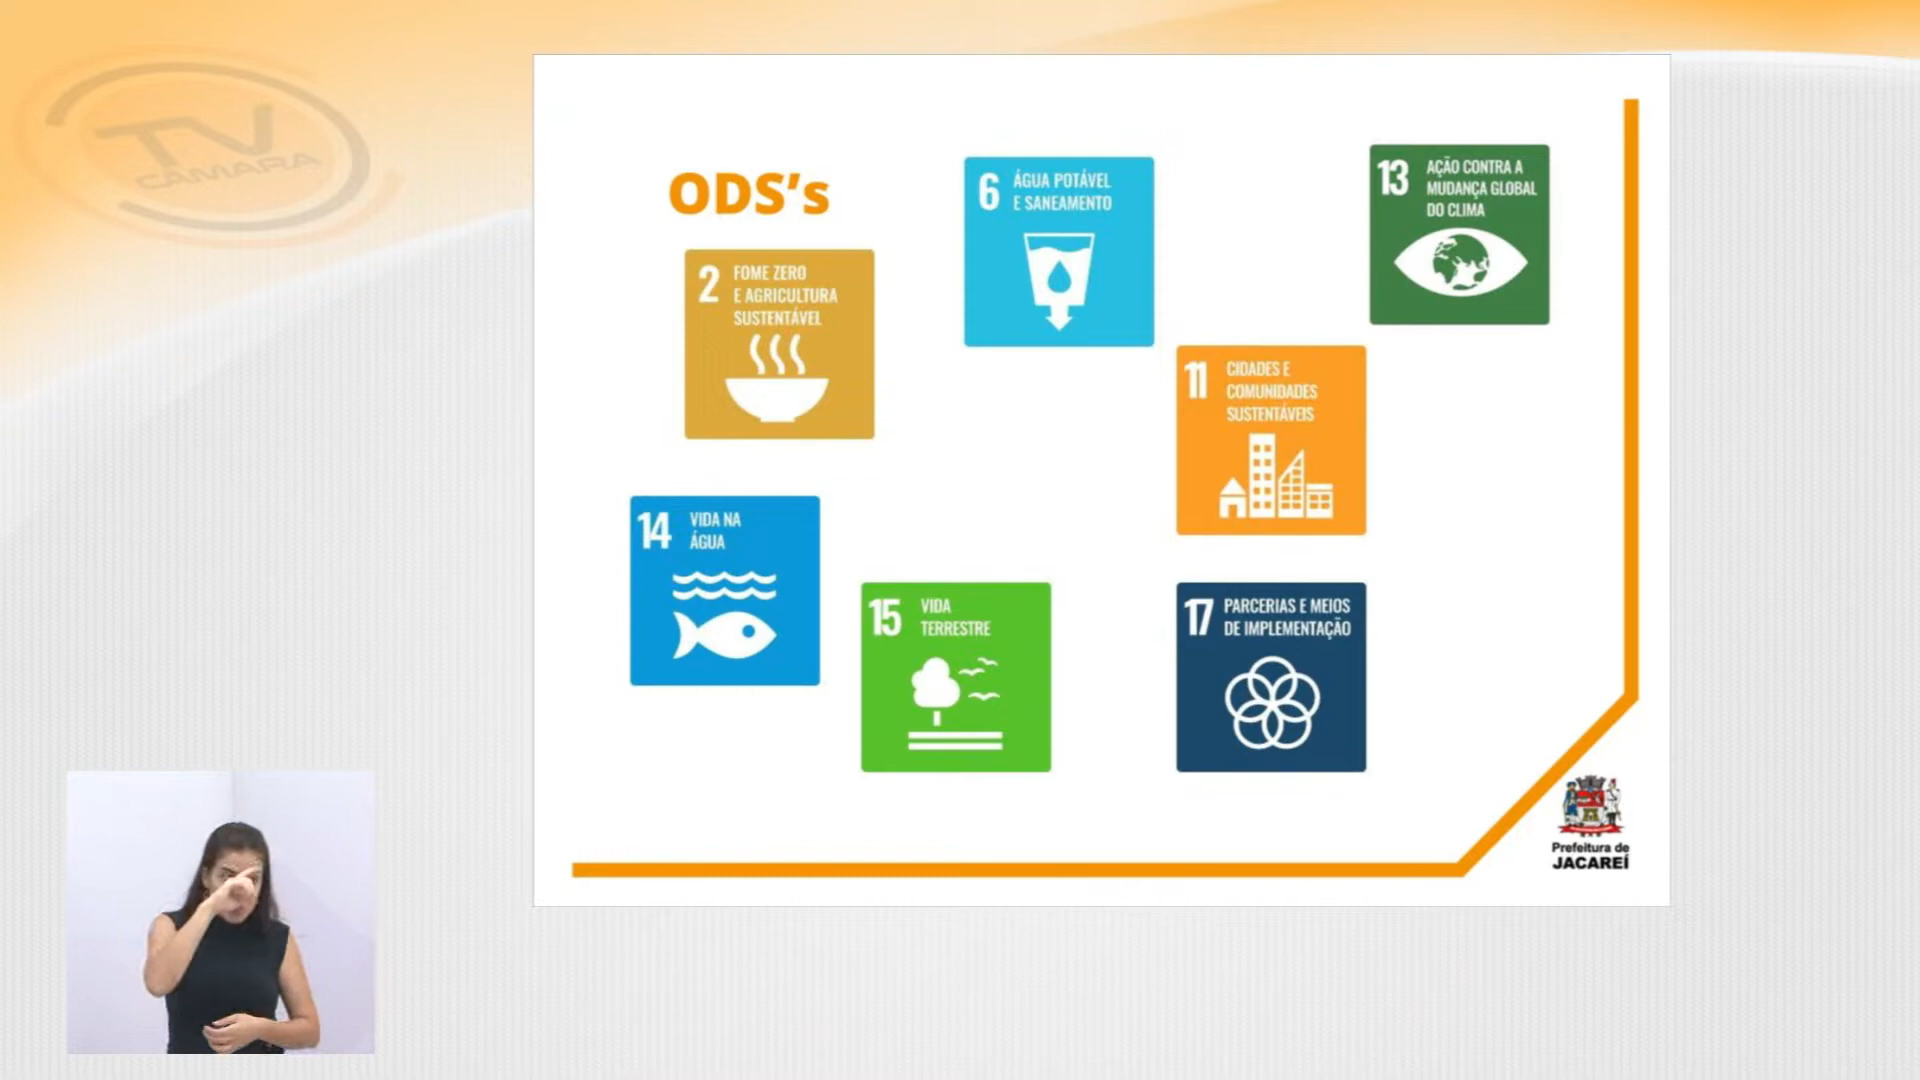 TV
CÂMARA
ODS's
6
ÁGUA POTÁVEL
E SANEAMENTO
13
AÇÃO CONTRA A
MUDANÇA GLOBAL
DO CLIMA
2
FOME ZERO
E AGRICULTURA
SUSTENTÁVEL
11
CIDADES E
COMUNIDADES
SUSTENTÁVEIS
14
VIDA NA
ÁGUA
15
VIDA
TERRESTRE
17
PARCERIAS E MEIOS
DE IMPLEMENTAÇÃO
Prefeitura de
JACAREÍ